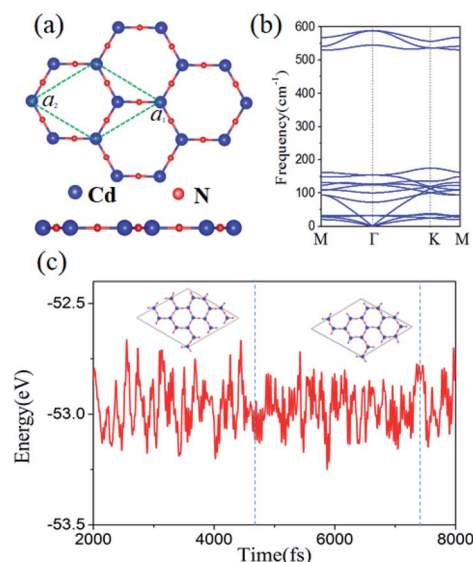 (a)
a₂
a₁
Cd
N
(b)
Frequency(cm⁻¹)
600
500
400
300
200
100
0
M
Γ
K
M
(c)
Energy(eV)
-52.5
-53.0
-53.5
2000
4000
6000
8000
Time(fs)